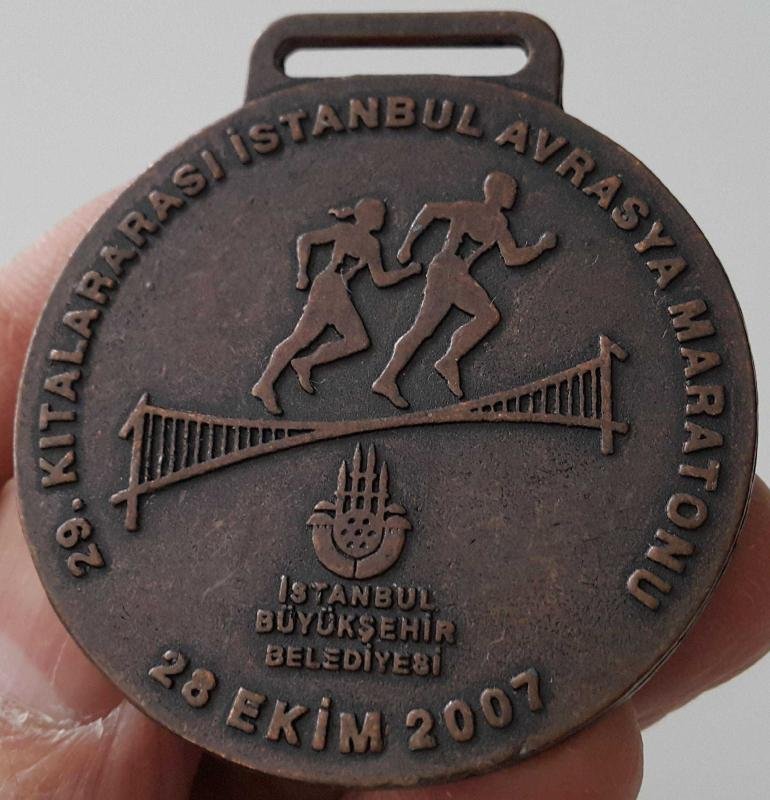 29. KITALARARASI İSTANBUL AVRASYA MARATONU
İSTANBUL
BÜYÜKŞEHİR
BELEDİYESİ
28 EKİM 2007